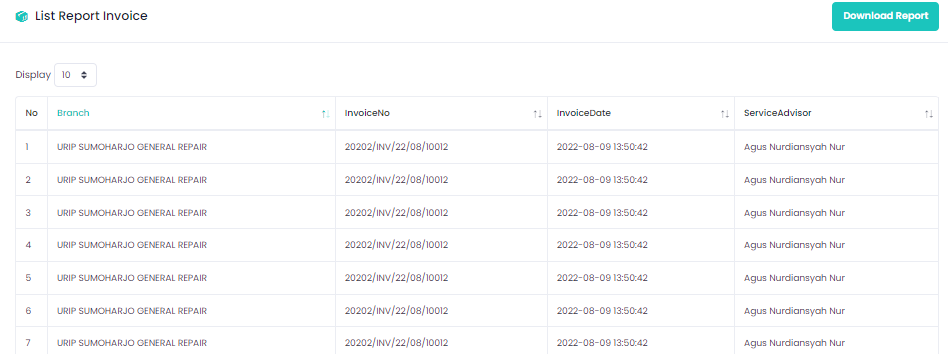 List Report Invoice
Download Report
Display 10
No Branch InvoiceNo InvoiceDate ServiceAdvisor
1 URIP SUMOHARJO GENERAL REPAIR 20202/INV/22/08/10012 2022-08-09 13:50:42 Agus Nurdiansyah Nur
2 URIP SUMOHARJO GENERAL REPAIR 20202/INV/22/08/10012 2022-08-09 13:50:42 Agus Nurdiansyah Nur
3 URIP SUMOHARJO GENERAL REPAIR 20202/INV/22/08/10012 2022-08-09 13:50:42 Agus Nurdiansyah Nur
4 URIP SUMOHARJO GENERAL REPAIR 20202/INV/22/08/10012 2022-08-09 13:50:42 Agus Nurdiansyah Nur
5 URIP SUMOHARJO GENERAL REPAIR 20202/INV/22/08/10012 2022-08-09 13:50:42 Agus Nurdiansyah Nur
6 URIP SUMOHARJO GENERAL REPAIR 20202/INV/22/08/10012 2022-08-09 13:50:42 Agus Nurdiansyah Nur
7 URIP SUMOHARJO GENERAL REPAIR 20202/INV/22/08/10012 2022-08-09 13:50:42 Agus Nurdiansyah Nur